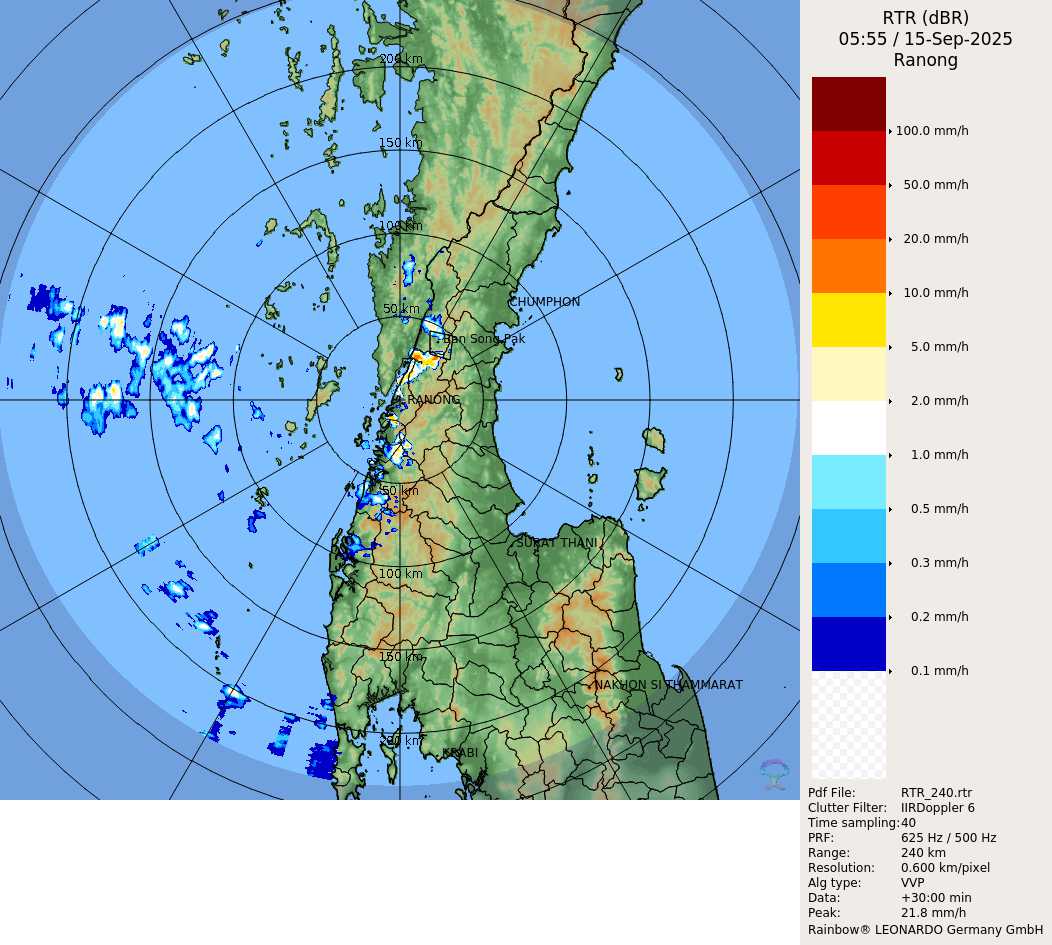 RTR (dBR)
05:55 / 15-Sep-2025
Ranong
100.0 mm/h
50.0 mm/h
20.0 mm/h
10.0 mm/h
5.0 mm/h
2.0 mm/h
1.0 mm/h
0.5 mm/h
0.3 mm/h
0.2 mm/h
0.1 mm/h
Pdf File: RTR_240.rtr
Clutter Filter: IIRDoppler 6
Time sampling: 40
PRF: 625 Hz / 500 Hz
Range: 240 km
Resolution: 0.600 km/pixel
Alg type: VVP
Data: +30:00 min
Peak: 21.8 mm/h
Rainbow® LEONARDO Germany GmbH
200 km
150 km
100 km
CHUMPHON
50 km
Ban Song Pak
RANONG
50 km
SURAT THANI
100 km
150 km
NAKHON SI THAMMARAT
200 km
KRABI